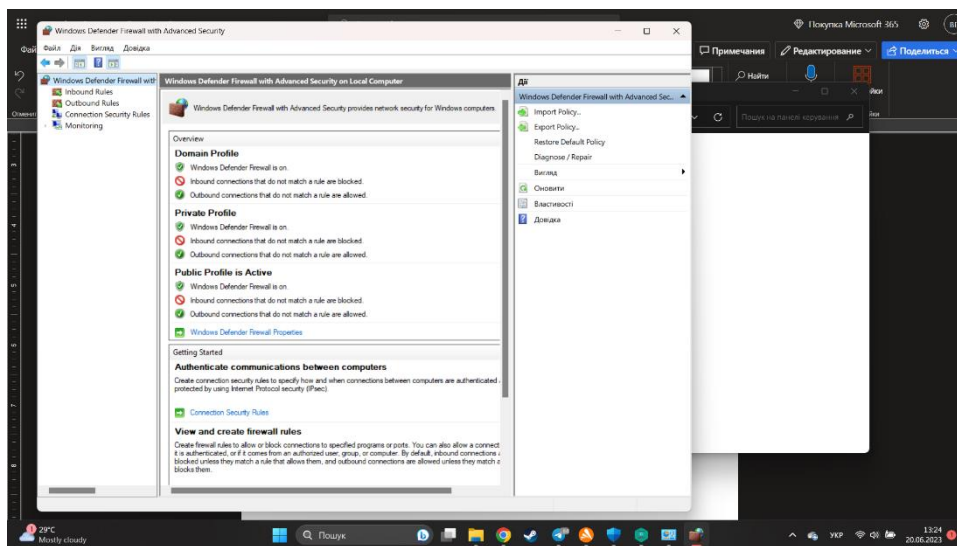 Windows Defender Firewall with Advanced Security
Покупка Microsoft 365
Файл Дія Вигляд Довідка
Примечания
Редактирование
Поделиться
Найти
Пошук на панелі керування
Windows Defender Firewall with
Inbound Rules
Outbound Rules
Connection Security Rules
Monitoring
Windows Defender Firewall with Advanced Security on Local Computer
Windows Defender Firewall with Advanced Security provides network security for Windows computers.
Overview
Domain Profile
Windows Defender Firewall is on.
Inbound connections that do not match a rule are blocked.
Outbound connections that do not match a rule are allowed.
Private Profile
Windows Defender Firewall is on.
Inbound connections that do not match a rule are blocked.
Outbound connections that do not match a rule are allowed.
Public Profile is Active
Windows Defender Firewall is on.
Inbound connections that do not match a rule are blocked.
Outbound connections that do not match a rule are allowed.
Windows Defender Firewall Properties
Getting Started
Authenticate communications between computers
Create connection security rules to specify how and when connections between computers are authenticated
protected by using Internet Protocol security (IPsec).
Connection Security Rules
View and create firewall rules
Create firewall rules to allow or block connections to specified programs or ports. You can also allow a connect
it is authenticated, or if it comes from an authorized user, group, or computer. By default, inbound connections
blocked unless they match a rule that allows them, and outbound connections are allowed unless they match a
blocks them.
Дії
Windows Defender Firewall with Advanced Sec...
Import Policy...
Export Policy...
Restore Default Policy
Diagnose / Repair
Вигляд
Оновити
Властивості
Довідка
29°C
Mostly cloudy
Пошук
УКР
13:24
20.06.2023